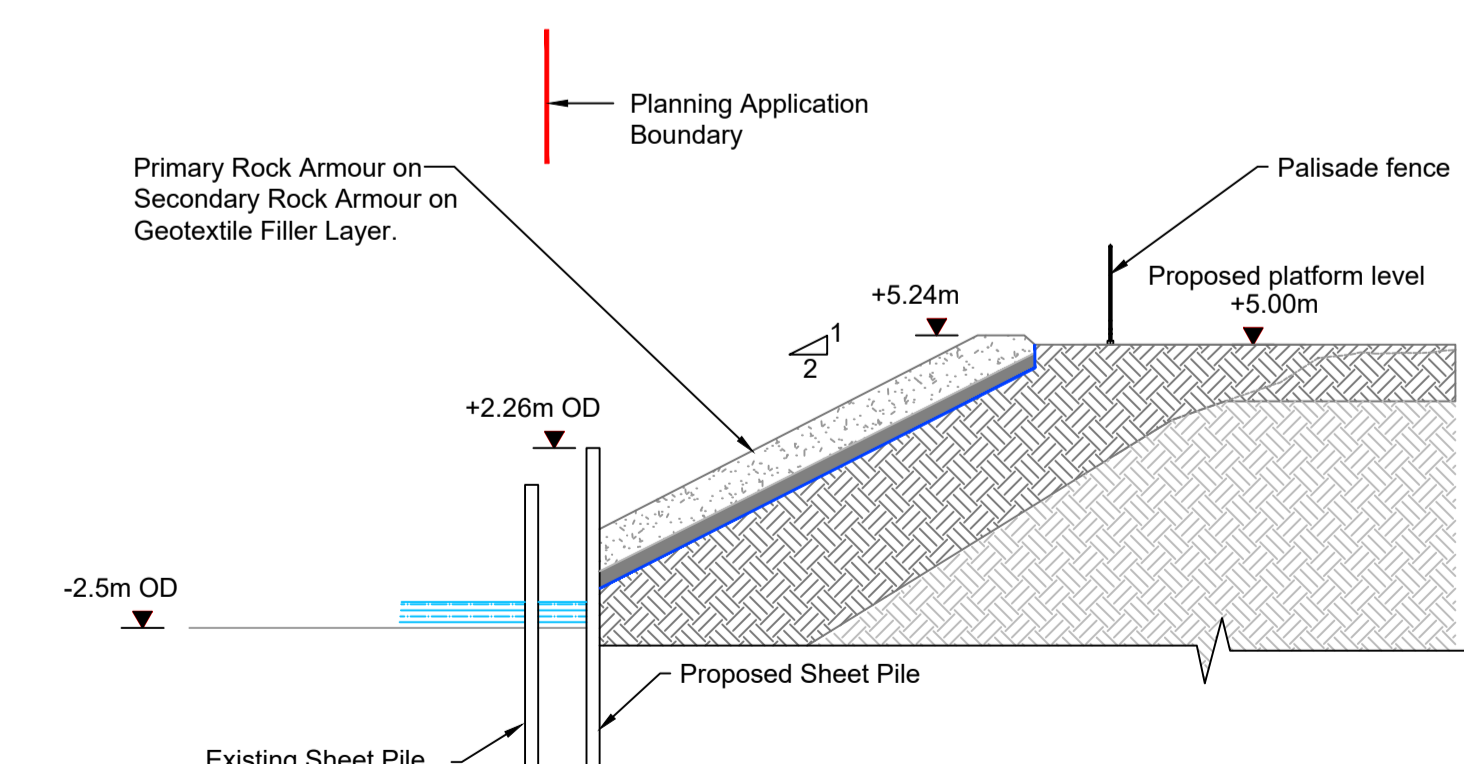 Planning Application
Boundary
Primary Rock Armour on
Secondary Rock Armour on
Geotextile Filler Layer.
Palisade fence
Proposed platform level
+5.00m
+5.24m
1
2
+2.26m OD
-2.5m OD
Proposed Sheet Pile
Existing Sheet Pile